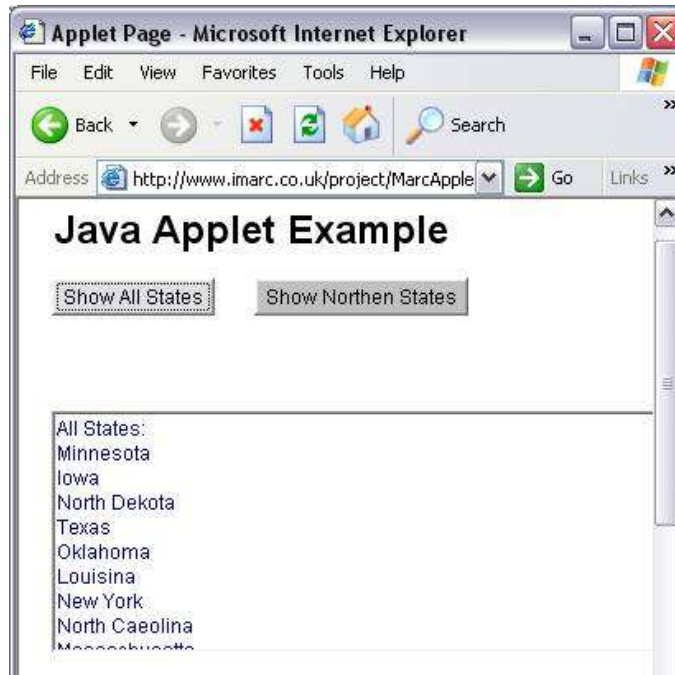 Applet Page - Microsoft Internet Explorer
File Edit View Favorites Tools Help
Back Search
Address http://www.imarc.co.uk/project/MarcApple Go Links
Java Applet Example
Show All States Show Northen States
All States:
Minnesota
Iowa
North Dekota
Texas
Oklahoma
Louisina
New York
North Caeolina